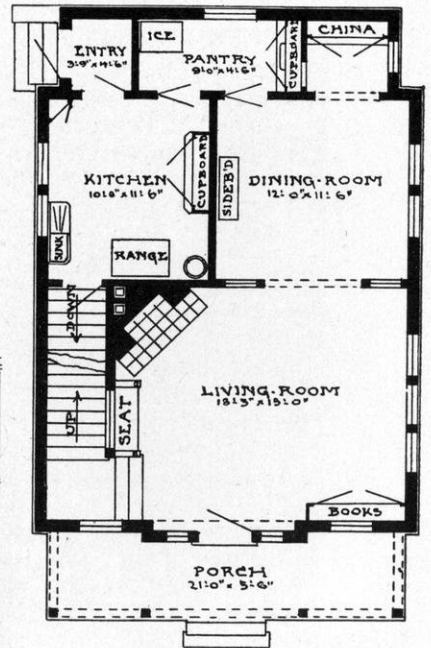 ENTRY
3'-9" x 4'-6"
ICE
PANTRY
9'-0" x 4'-6"
CUPBOARD
CHINA
KITCHEN
10'-6" x 11'-6"
CUPBOARD
SIDEB'D
DINING-ROOM
12'-0" x 11'-6"
SINK
RANGE
DOWN
UP
SEAT
LIVING-ROOM
18'-3" x 15'-0"
BOOKS
PORCH
21'-0" x 5'-6"